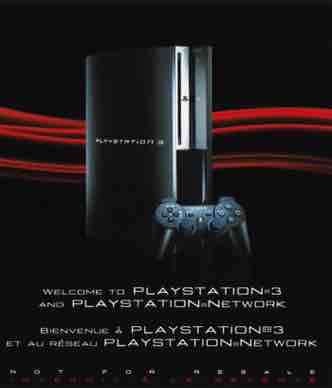 PLAYSTATION 3
WELCOME TO PLAYSTATION®3
AND PLAYSTATION®NETWORK
BIENVENUE À PLAYSTATION®3
ET AU RÉSEAU PLAYSTATION®NETWORK
NOT FOR RESALE
INTERDIT À LA REVENTE